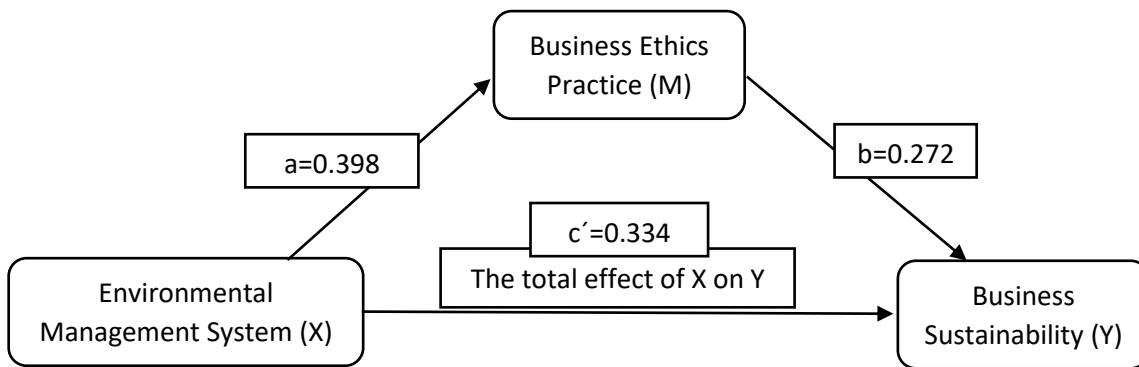 Business Ethics
Practice (M)
a=0.398
b=0.272
c´=0.334
The total effect of X on Y
Environmental
Management System (X)
Business
Sustainability (Y)